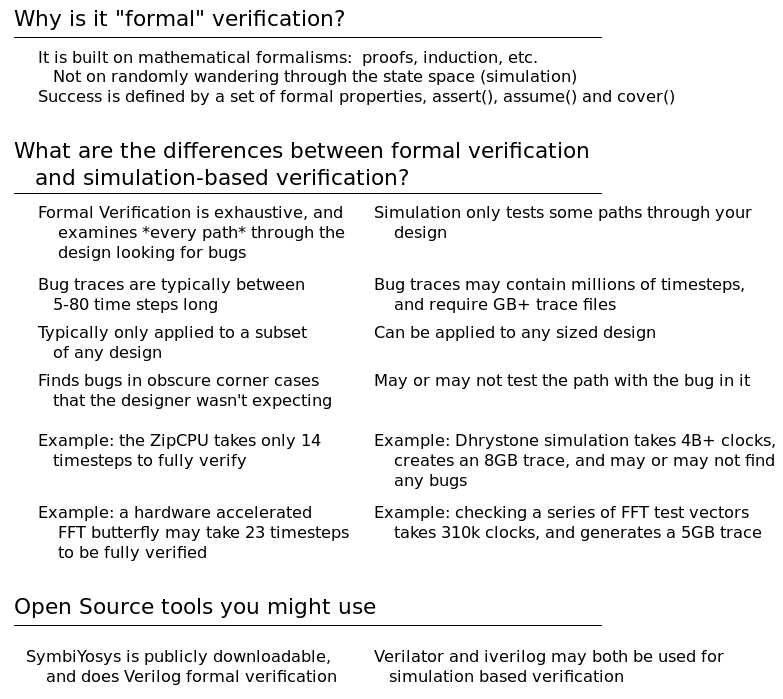 Why is it "formal" verification?
It is built on mathematical formalisms:  proofs, induction, etc.
Not on randomly wandering through the state space (simulation)
Success is defined by a set of formal properties, assert(), assume() and cover()
What are the differences between formal verification
and simulation-based verification?
Formal Verification is exhaustive, and
examines *every path* through the
design looking for bugs
Simulation only tests some paths through your
design
Bug traces are typically between
5-80 time steps long
Bug traces may contain millions of timesteps,
and require GB+ trace files
Typically only applied to a subset
of any design
Can be applied to any sized design
Finds bugs in obscure corner cases
that the designer wasn't expecting
May or may not test the path with the bug in it
Example: the ZipCPU takes only 14
timesteps to fully verify
Example: Dhrystone simulation takes 4B+ clocks,
creates an 8GB trace, and may or may not find
any bugs
Example: a hardware accelerated
FFT butterfly may take 23 timesteps
to be fully verified
Example: checking a series of FFT test vectors
takes 310k clocks, and generates a 5GB trace
Open Source tools you might use
SymbiYosys is publicly downloadable,
and does Verilog formal verification
Verilator and iverilog may both be used for
simulation based verification